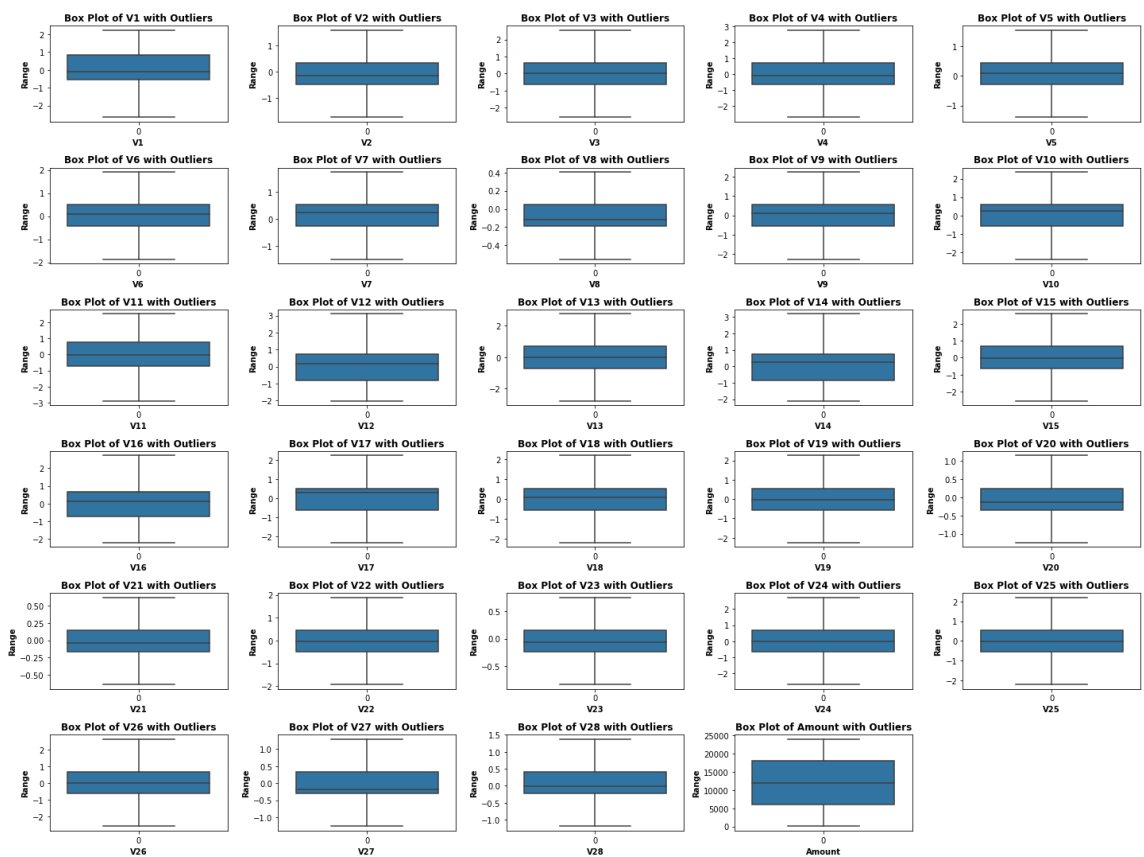 Box Plot of V1 with Outliers
Range
2
1
0
−1
−2
0
V1
Box Plot of V2 with Outliers
Range
1
0
−1
0
V2
Box Plot of V3 with Outliers
Range
2
1
0
−1
−2
0
V3
Box Plot of V4 with Outliers
Range
3
2
1
0
−1
−2
−3
0
V4
Box Plot of V5 with Outliers
Range
1
0
−1
0
V5
Box Plot of V6 with Outliers
Range
2
1
0
−1
−2
0
V6
Box Plot of V7 with Outliers
Range
1
0
−1
0
V7
Box Plot of V8 with Outliers
Range
0.4
0.2
0.0
−0.2
−0.4
0
V8
Box Plot of V9 with Outliers
Range
2
1
0
−1
−2
0
V9
Box Plot of V10 with Outliers
Range
2
1
0
−1
−2
0
V10
Box Plot of V11 with Outliers
Range
2
1
0
−1
−2
−3
0
V11
Box Plot of V12 with Outliers
Range
3
2
1
0
−1
−2
0
V12
Box Plot of V13 with Outliers
Range
2
0
−2
0
V13
Box Plot of V14 with Outliers
Range
3
2
1
0
−1
−2
0
V14
Box Plot of V15 with Outliers
Range
2
1
0
−1
−2
0
V15
Box Plot of V16 with Outliers
Range
2
1
0
−1
−2
0
V16
Box Plot of V17 with Outliers
Range
2
1
0
−1
−2
0
V17
Box Plot of V18 with Outliers
Range
2
1
0
−1
−2
0
V18
Box Plot of V19 with Outliers
Range
2
1
0
−1
−2
0
V19
Box Plot of V20 with Outliers
Range
1.0
0.5
0.0
−0.5
−1.0
0
V20
Box Plot of V21 with Outliers
Range
0.50
0.25
0.00
−0.25
−0.50
0
V21
Box Plot of V22 with Outliers
Range
2
1
0
−1
−2
0
V22
Box Plot of V23 with Outliers
Range
0.5
0.0
−0.5
0
V23
Box Plot of V24 with Outliers
Range
2
1
0
−1
−2
−3
0
V24
Box Plot of V25 with Outliers
Range
2
1
0
−1
−2
0
V25
Box Plot of V26 with Outliers
Range
2
1
0
−1
−2
0
V26
Box Plot of V27 with Outliers
Range
1.0
0.5
0.0
−0.5
−1.0
0
V27
Box Plot of V28 with Outliers
Range
1.5
1.0
0.5
0.0
−0.5
−1.0
0
V28
Box Plot of Amount with Outliers
Range
25000
20000
15000
10000
5000
0
0
Amount